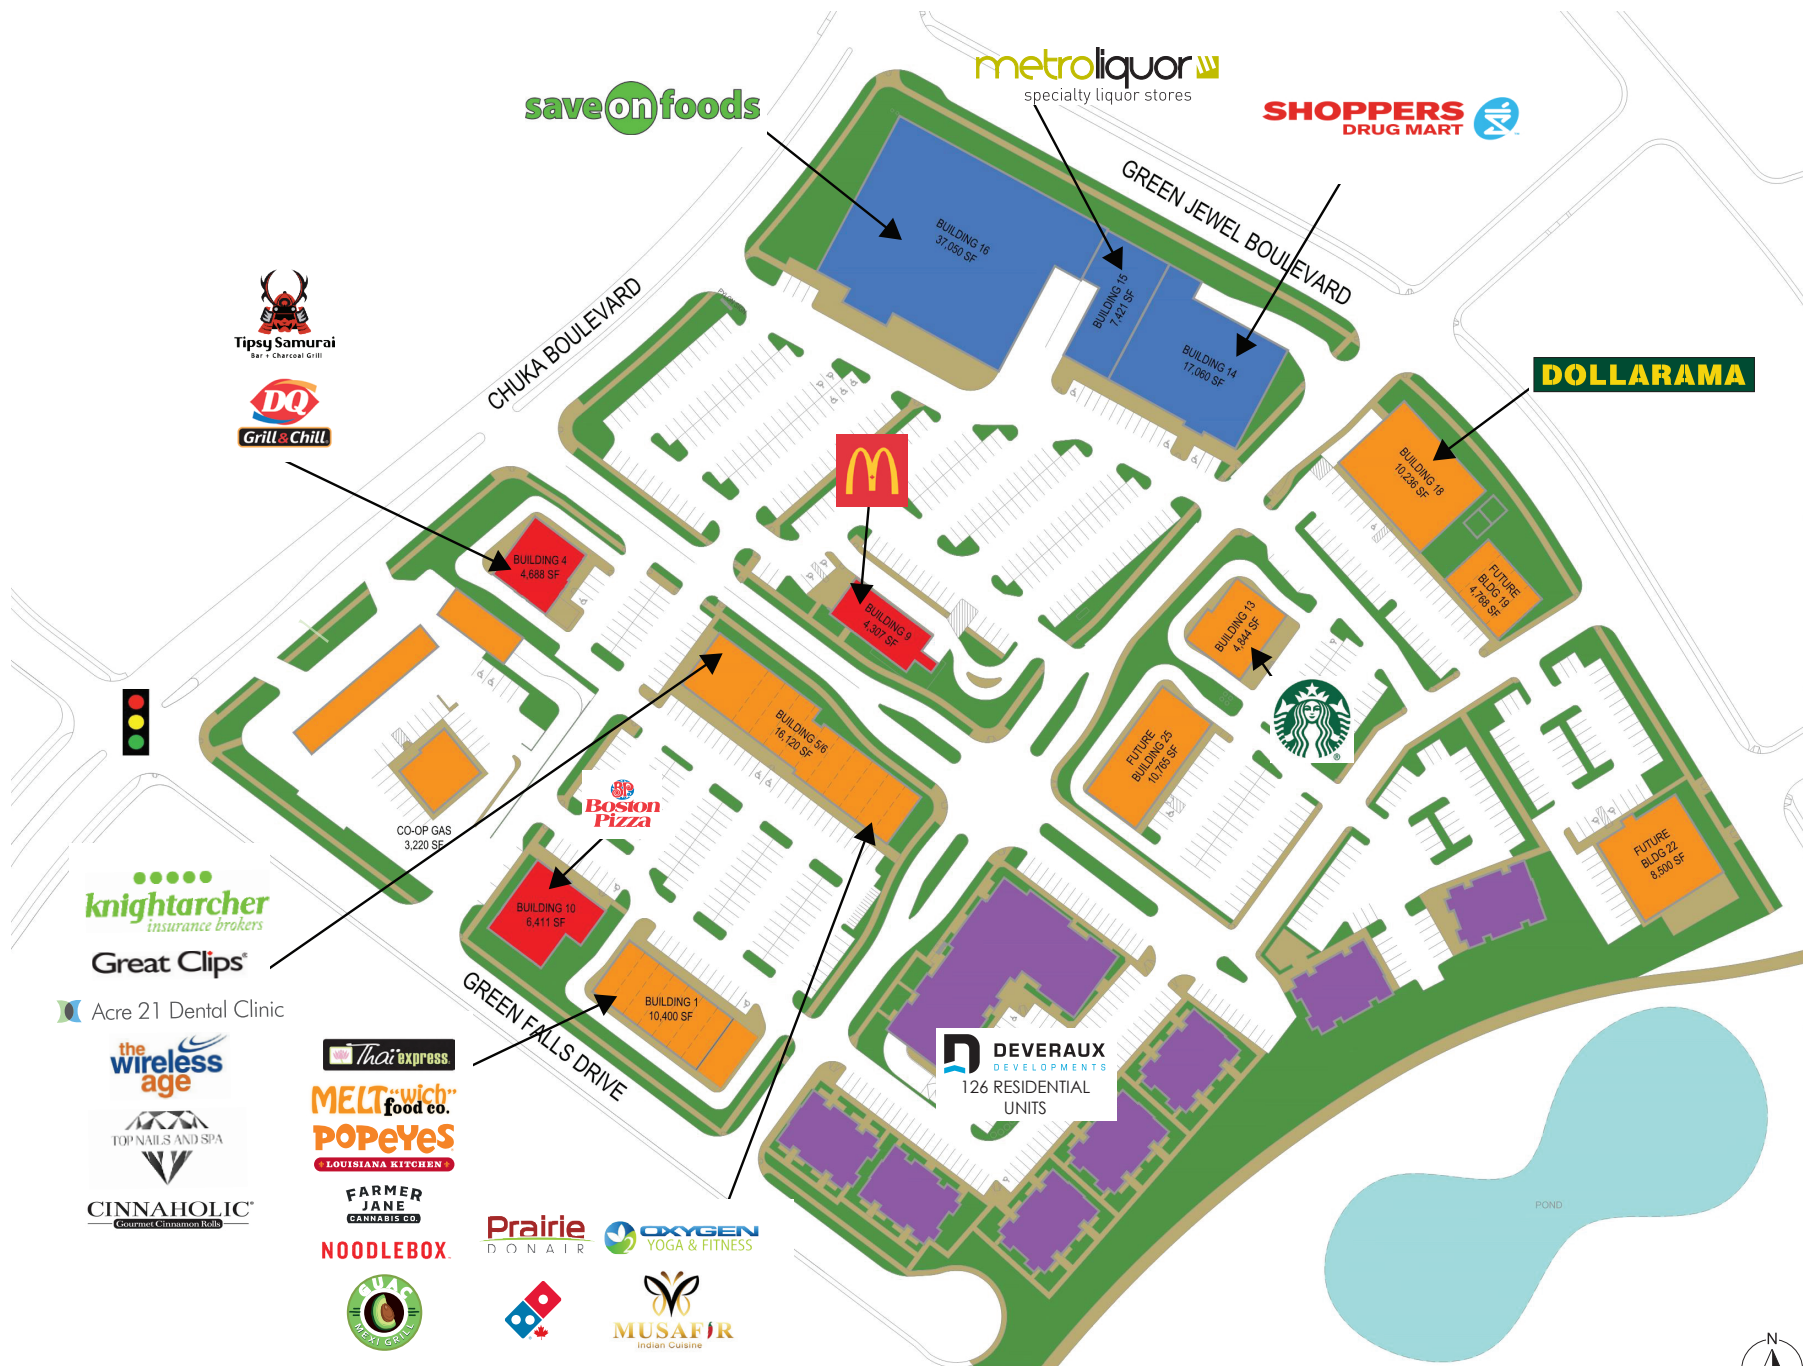 metroliquor
specialty liquor stores
saveonfoods
SHOPPERS
DRUG MART
GREEN JEWEL BOULEVARD
BUILDING 16
37,050 SF
BUILDING 15
7,421 SF
BUILDING 14
17,060 SF
CHUKA BOULEVARD
Tipsy Samurai
Bar + Charcoal Grill
DQ
Grill&Chill
DOLLARAMA
BUILDING 18
10,236 SF
FUTURE
BLDG 19
4,768 SF
BUILDING 4
4,688 SF
BUILDING 9
4,307 SF
BUILDING 13
4,844 SF
BUILDING 5/6
16,120 SF
FUTURE
BUILDING 25
10,765 SF
BP
Boston
Pizza
CO-OP GAS
3,220 SF
FUTURE
BLDG 22
8,500 SF
BUILDING 10
6,411 SF
BUILDING 1
10,400 SF
GREEN FALLS DRIVE
knightarcher
insurance brokers
Great Clips
Acre 21 Dental Clinic
the
wireless
age
TOP NAILS AND SPA
CINNAHOLIC
Gourmet Cinnamon Rolls
Thaï express
MELT "wich"
food co.
POPEYES
LOUISIANA KITCHEN
FARMER
JANE
CANNABIS CO.
NOODLEBOX
GUAC
MEXI GRILL
Prairie
DONAIR
OXYGEN
YOGA & FITNESS
MUSAFIR
Indian Cuisine
DEVERAUX
DEVELOPMENTS
126 RESIDENTIAL
UNITS
POND
N